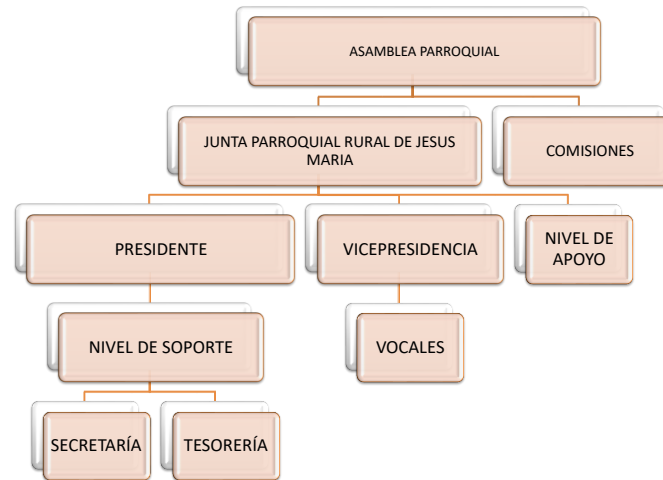 ASAMBLEA PARROQUIAL
JUNTA PARROQUIAL RURAL DE JESUS
MARIA
COMISIONES
PRESIDENTE
VICEPRESIDENCIA
NIVEL DE
APOYO
NIVEL DE SOPORTE
VOCALES
SECRETARÍA
TESORERÍA